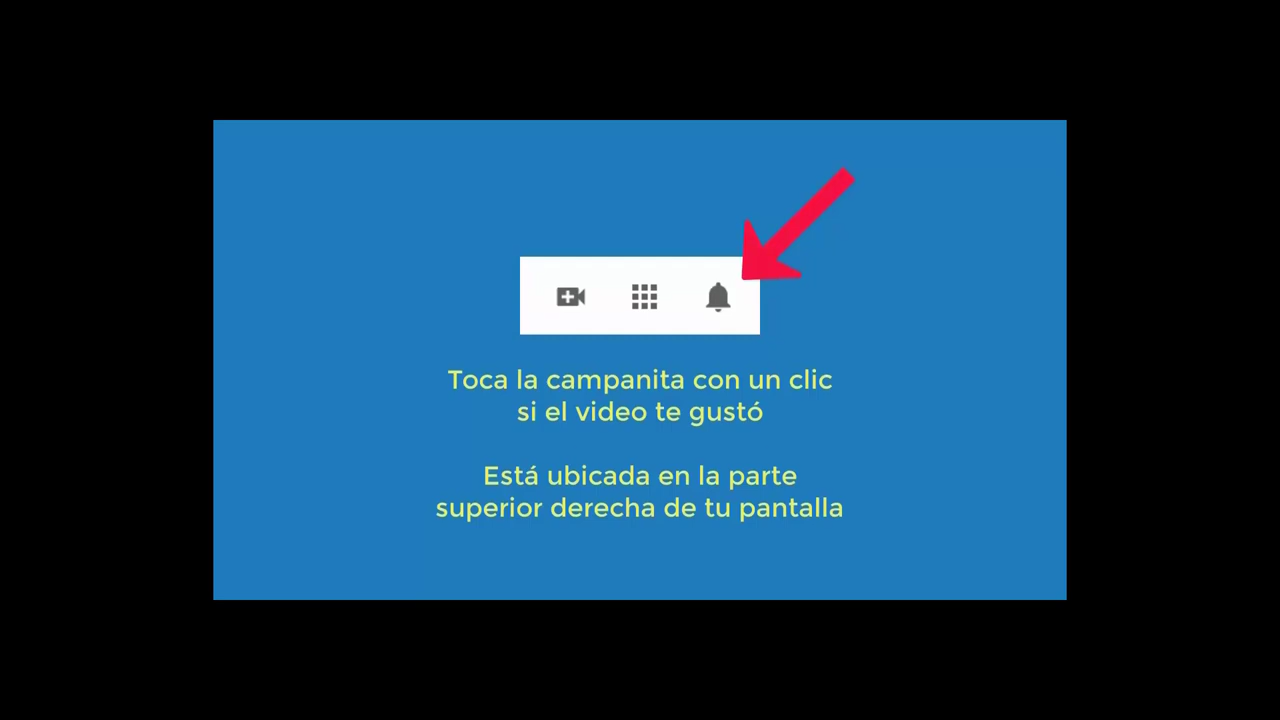 Toca la campanita con un clic
si el video te gustó
Está ubicada en la parte
superior derecha de tu pantalla